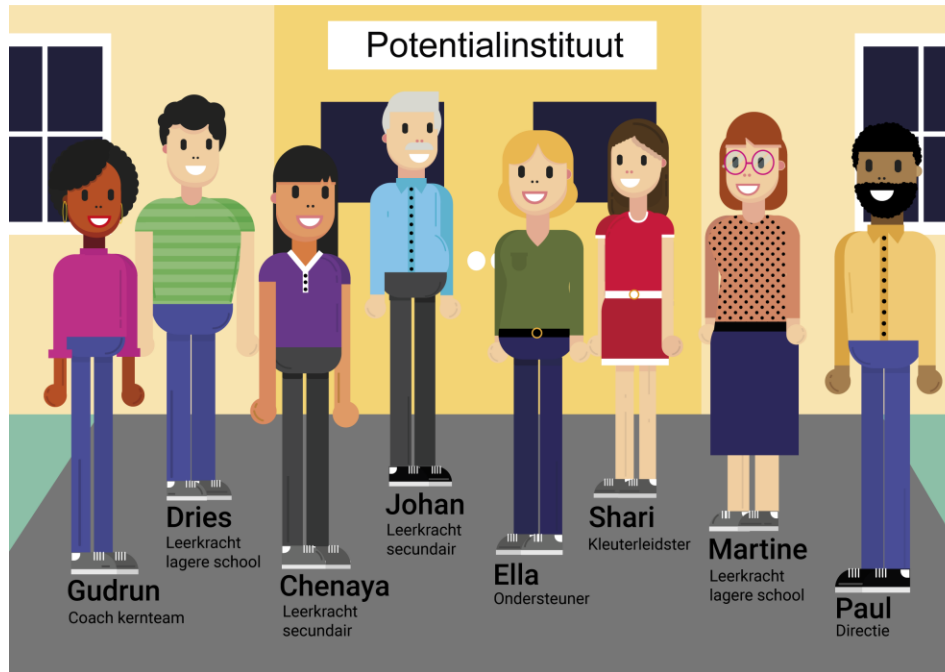 Potentialinstituut
Gudrun
Coach kernteam
Dries
Leerkracht
lagere school
Chenaya
Leerkracht
secundair
Johan
Leerkracht
secundair
Ella
Ondersteuner
Shari
Kleuterleidster
Martine
Leerkracht
lagere school
Paul
Directie